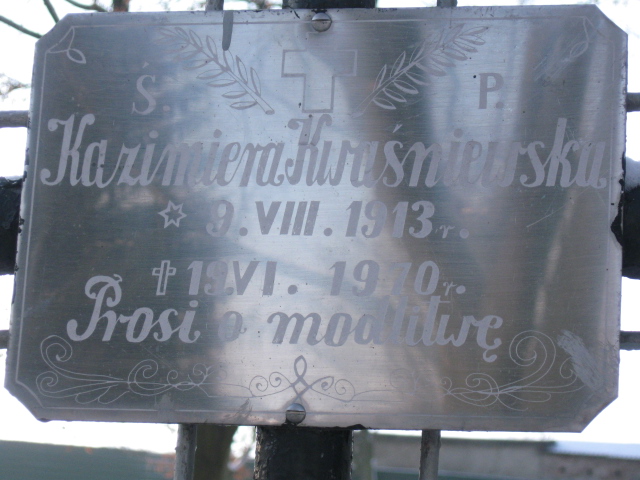 Ś. P.
Kazimiera Kwaśniewska
9. VIII. 1913 r.
19.VI. 1970 r.
Prosi o modlitwę